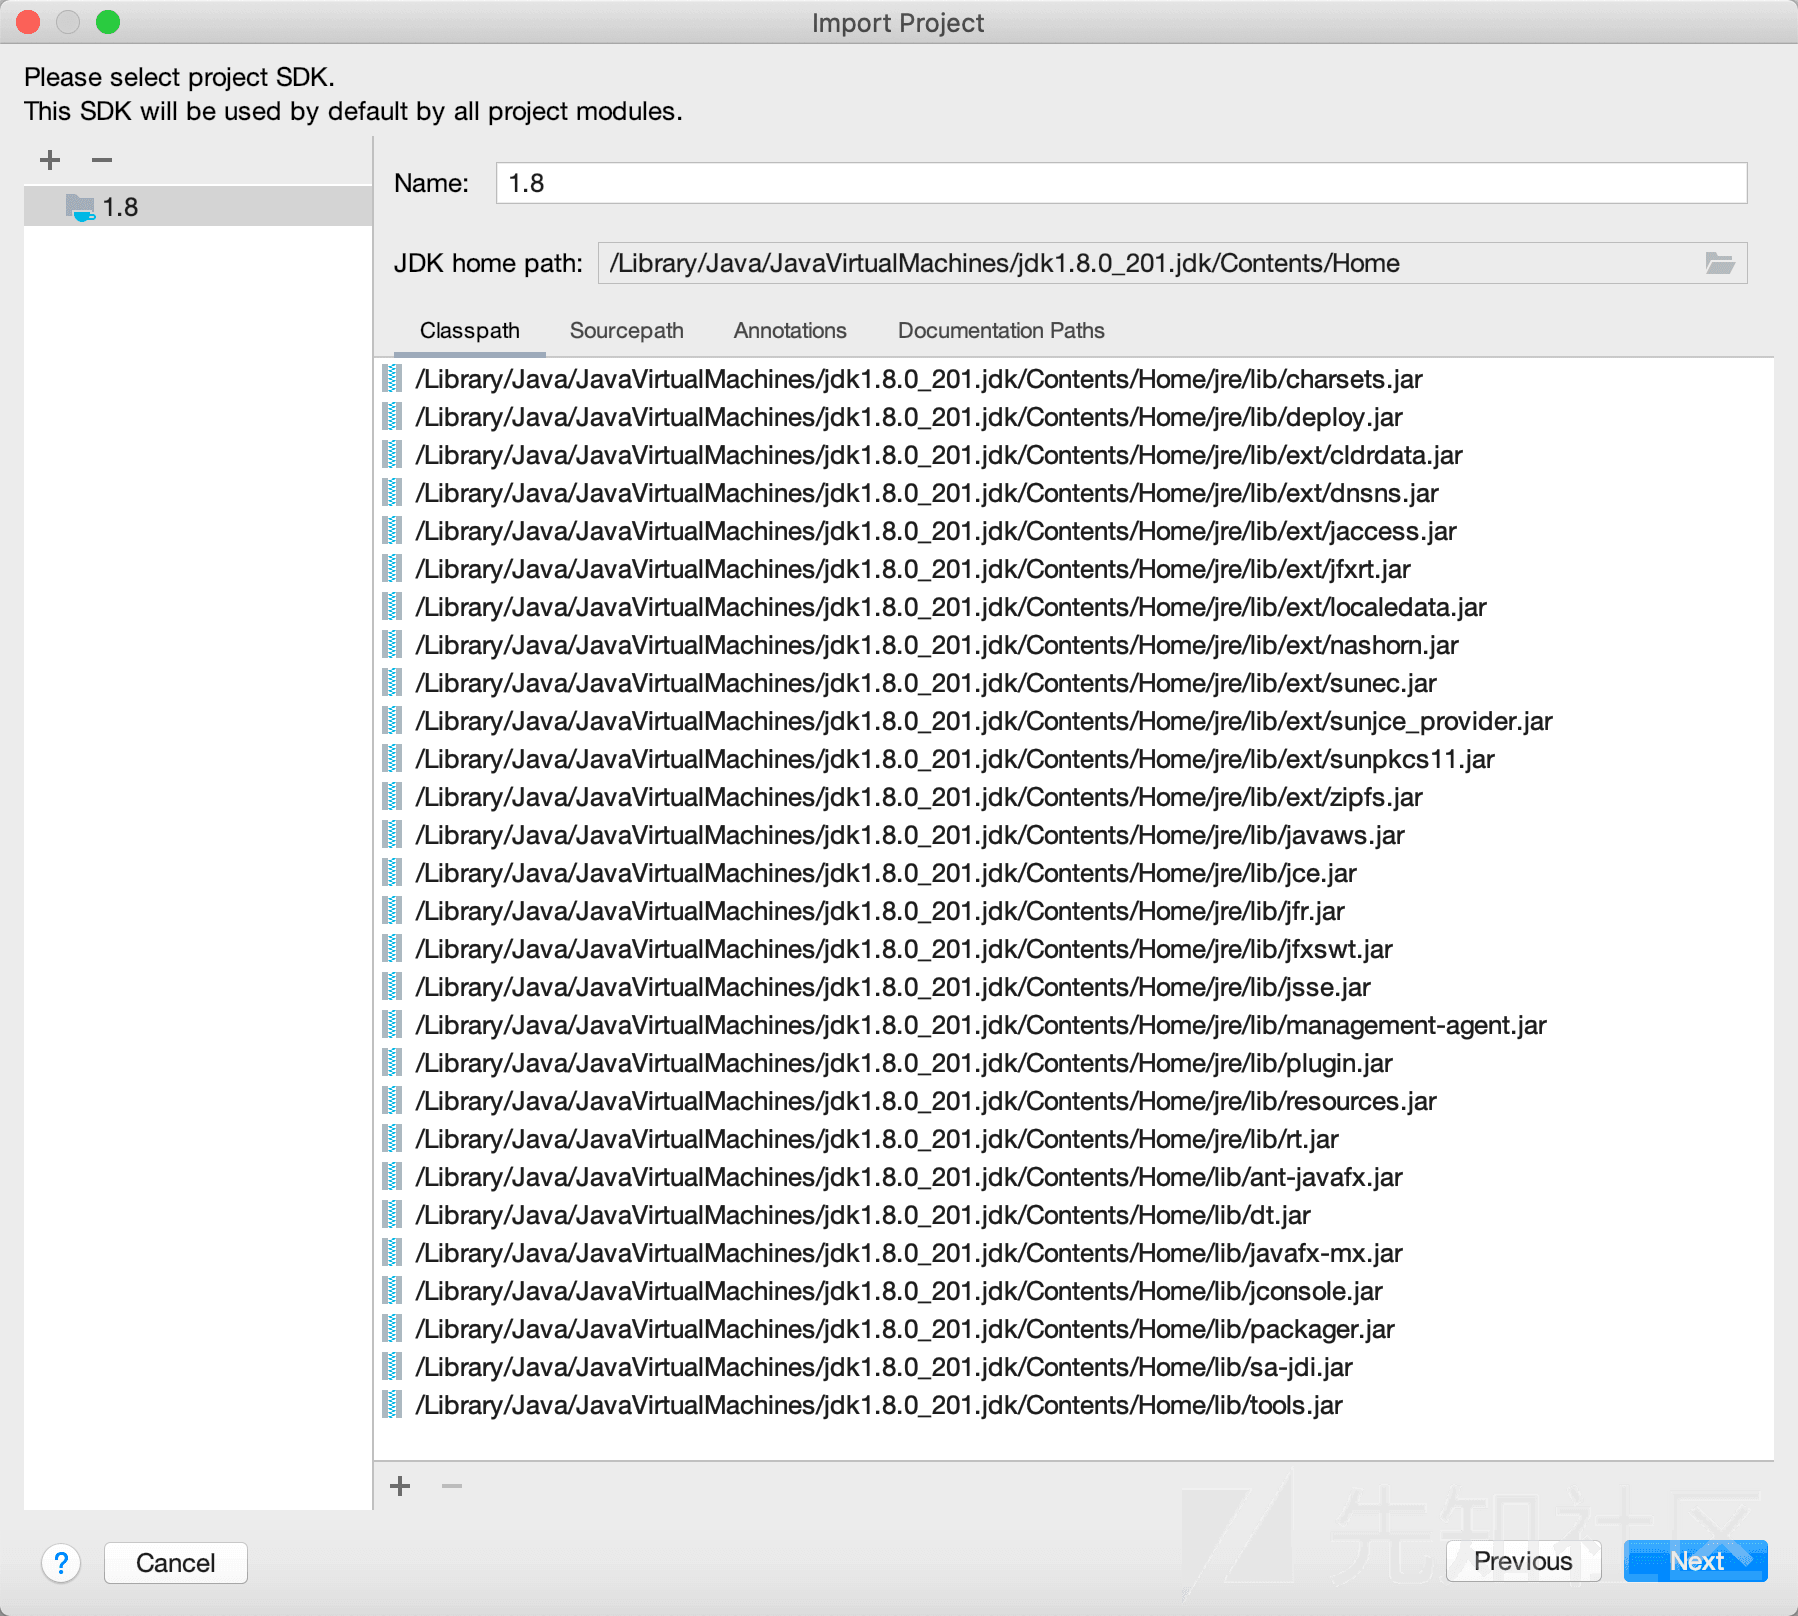 Import Project
Please select project SDK.
This SDK will be used by default by all project modules.
1.8
Name: 1.8
JDK home path: /Library/Java/JavaVirtualMachines/jdk1.8.0_201.jdk/Contents/Home
Classpath Sourcepath Annotations Documentation Paths
/Library/Java/JavaVirtualMachines/jdk1.8.0_201.jdk/Contents/Home/jre/lib/charsets.jar
/Library/Java/JavaVirtualMachines/jdk1.8.0_201.jdk/Contents/Home/jre/lib/deploy.jar
/Library/Java/JavaVirtualMachines/jdk1.8.0_201.jdk/Contents/Home/jre/lib/ext/cldrdata.jar
/Library/Java/JavaVirtualMachines/jdk1.8.0_201.jdk/Contents/Home/jre/lib/ext/dnsns.jar
/Library/Java/JavaVirtualMachines/jdk1.8.0_201.jdk/Contents/Home/jre/lib/ext/jaccess.jar
/Library/Java/JavaVirtualMachines/jdk1.8.0_201.jdk/Contents/Home/jre/lib/ext/jfxrt.jar
/Library/Java/JavaVirtualMachines/jdk1.8.0_201.jdk/Contents/Home/jre/lib/ext/localedata.jar
/Library/Java/JavaVirtualMachines/jdk1.8.0_201.jdk/Contents/Home/jre/lib/ext/nashorn.jar
/Library/Java/JavaVirtualMachines/jdk1.8.0_201.jdk/Contents/Home/jre/lib/ext/sunec.jar
/Library/Java/JavaVirtualMachines/jdk1.8.0_201.jdk/Contents/Home/jre/lib/ext/sunjce_provider.jar
/Library/Java/JavaVirtualMachines/jdk1.8.0_201.jdk/Contents/Home/jre/lib/ext/sunpkcs11.jar
/Library/Java/JavaVirtualMachines/jdk1.8.0_201.jdk/Contents/Home/jre/lib/ext/zipfs.jar
/Library/Java/JavaVirtualMachines/jdk1.8.0_201.jdk/Contents/Home/jre/lib/javaws.jar
/Library/Java/JavaVirtualMachines/jdk1.8.0_201.jdk/Contents/Home/jre/lib/jce.jar
/Library/Java/JavaVirtualMachines/jdk1.8.0_201.jdk/Contents/Home/jre/lib/jfr.jar
/Library/Java/JavaVirtualMachines/jdk1.8.0_201.jdk/Contents/Home/jre/lib/jfxswt.jar
/Library/Java/JavaVirtualMachines/jdk1.8.0_201.jdk/Contents/Home/jre/lib/jsse.jar
/Library/Java/JavaVirtualMachines/jdk1.8.0_201.jdk/Contents/Home/jre/lib/management-agent.jar
/Library/Java/JavaVirtualMachines/jdk1.8.0_201.jdk/Contents/Home/jre/lib/plugin.jar
/Library/Java/JavaVirtualMachines/jdk1.8.0_201.jdk/Contents/Home/jre/lib/resources.jar
/Library/Java/JavaVirtualMachines/jdk1.8.0_201.jdk/Contents/Home/jre/lib/rt.jar
/Library/Java/JavaVirtualMachines/jdk1.8.0_201.jdk/Contents/Home/lib/ant-javafx.jar
/Library/Java/JavaVirtualMachines/jdk1.8.0_201.jdk/Contents/Home/lib/dt.jar
/Library/Java/JavaVirtualMachines/jdk1.8.0_201.jdk/Contents/Home/lib/javafx-mx.jar
/Library/Java/JavaVirtualMachines/jdk1.8.0_201.jdk/Contents/Home/lib/jconsole.jar
/Library/Java/JavaVirtualMachines/jdk1.8.0_201.jdk/Contents/Home/lib/packager.jar
/Library/Java/JavaVirtualMachines/jdk1.8.0_201.jdk/Contents/Home/lib/sa-jdi.jar
/Library/Java/JavaVirtualMachines/jdk1.8.0_201.jdk/Contents/Home/lib/tools.jar
先知社区
? Cancel Previous Next